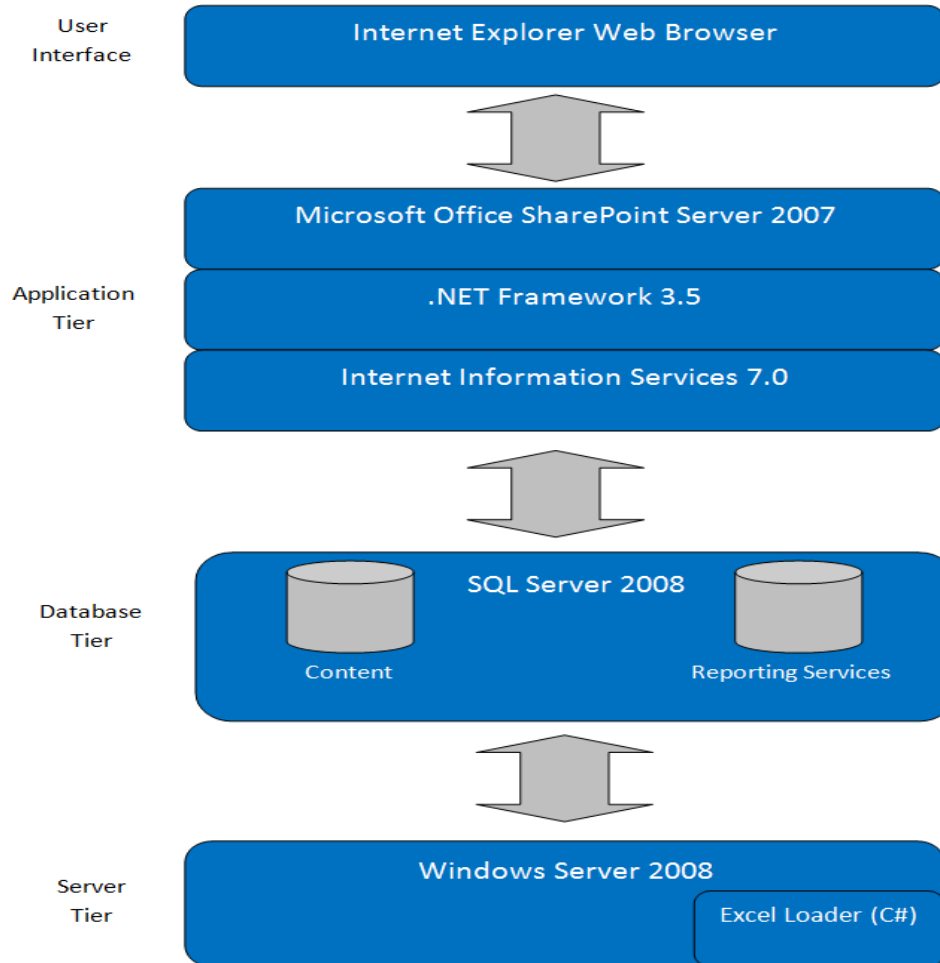 User
Interface
Internet Explorer Web Browser
Microsoft Office SharePoint Server 2007
Application
Tier
.NET Framework 3.5
Internet Information Services 7.0
Database
Tier
SQL Server 2008
Content
Reporting Services
Server
Tier
Windows Server 2008
Excel Loader (C#)